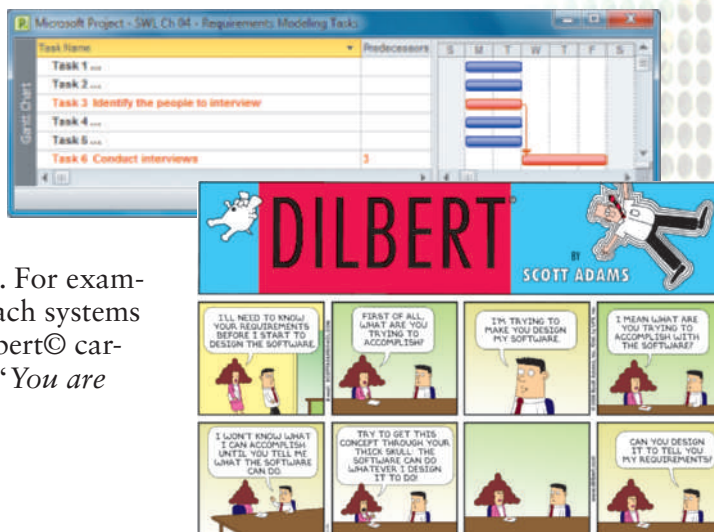 Microsoft Project - SWL Ch 04 - Requirements Modeling Tasks
Task Name Predecessors S M T W T F S
Gantt Chart
Task 1 ...
Task 2 ...
Task 3 Identify the people to interview
Task 4 ...
Task 5 ...
Task 6 Conduct interviews 3
. For exam-
ach systems
bert© car-
“You are
DILBERT
BY
SCOTT ADAMS
I'LL NEED TO KNOW
YOUR REQUIREMENTS
BEFORE I START TO
DESIGN THE SOFTWARE.
FIRST OF ALL,
WHAT ARE YOU
TRYING TO
ACCOMPLISH?
I'M TRYING TO
MAKE YOU DESIGN
MY SOFTWARE.
I MEAN WHAT ARE
YOU TRYING TO
ACCOMPLISH WITH
THE SOFTWARE?
I WON'T KNOW WHAT
I CAN ACCOMPLISH
UNTIL YOU TELL ME
WHAT THE SOFTWARE
CAN DO.
TRY TO GET THIS
CONCEPT THROUGH YOUR
THICK SKULL: THE
SOFTWARE CAN DO
WHATEVER I DESIGN
IT TO DO!
www.dilbert.com
CAN YOU DESIGN
IT TO TELL YOU
MY REQUIREMENTS?